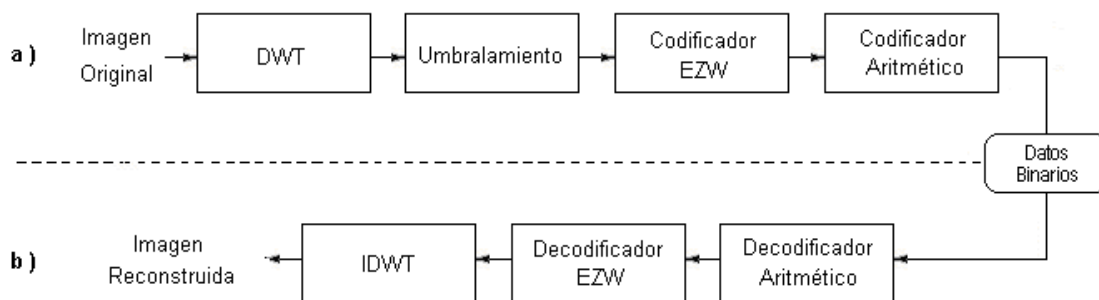 a )
Imagen
Original
DWT
Umbralamiento
Codificador
EZW
Codificador
Aritmético
Datos
Binarios
b )
Imagen
Reconstruida
IDWT
Decodificador
EZW
Decodificador
Aritmético